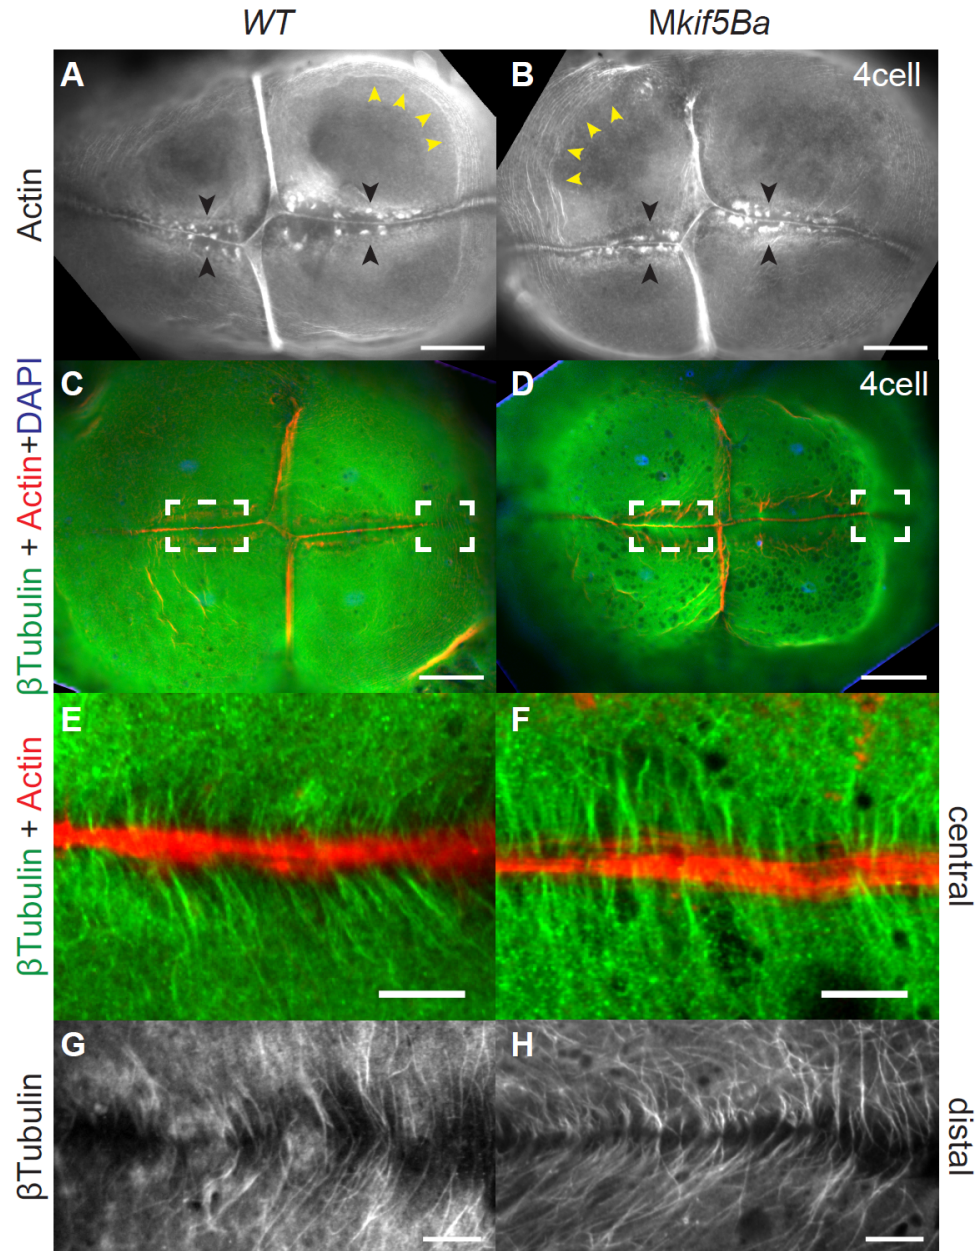 WT
Mkif5Ba
A
B
4cell
Actin
C
D
4cell
βTubulin + Actin+DAPI
E
F
βTubulin + Actin
central
G
H
βTubulin
distal